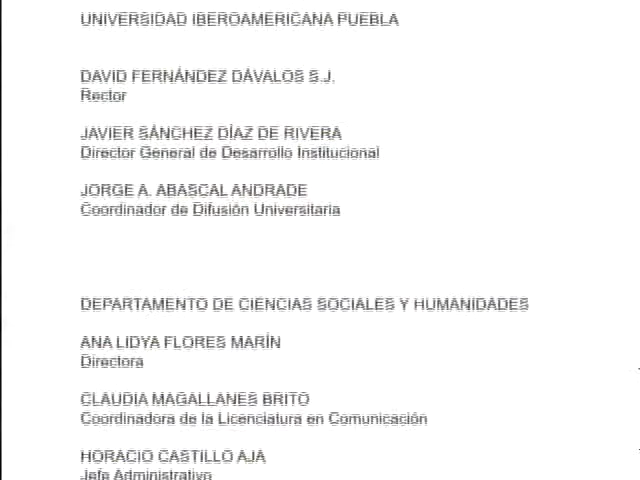 UNIVERSIDAD IBEROAMERICANA PUEBLA
DAVID FERNÁNDEZ DÁVALOS S.J.
Rector
JAVIER SÁNCHEZ DÍAZ DE RIVERA
Director General de Desarrollo Institucional
JORGE A. ABASCAL ANDRADE
Coordinador de Difusión Universitaria
DEPARTAMENTO DE CIENCIAS SOCIALES Y HUMANIDADES
ANA LIDYA FLORES MARÍN
Directora
CLAUDIA MAGALLANES BRITO
Coordinadora de la Licenciatura en Comunicación
HORACIO CASTILLO AJA
Jefe Administrativo